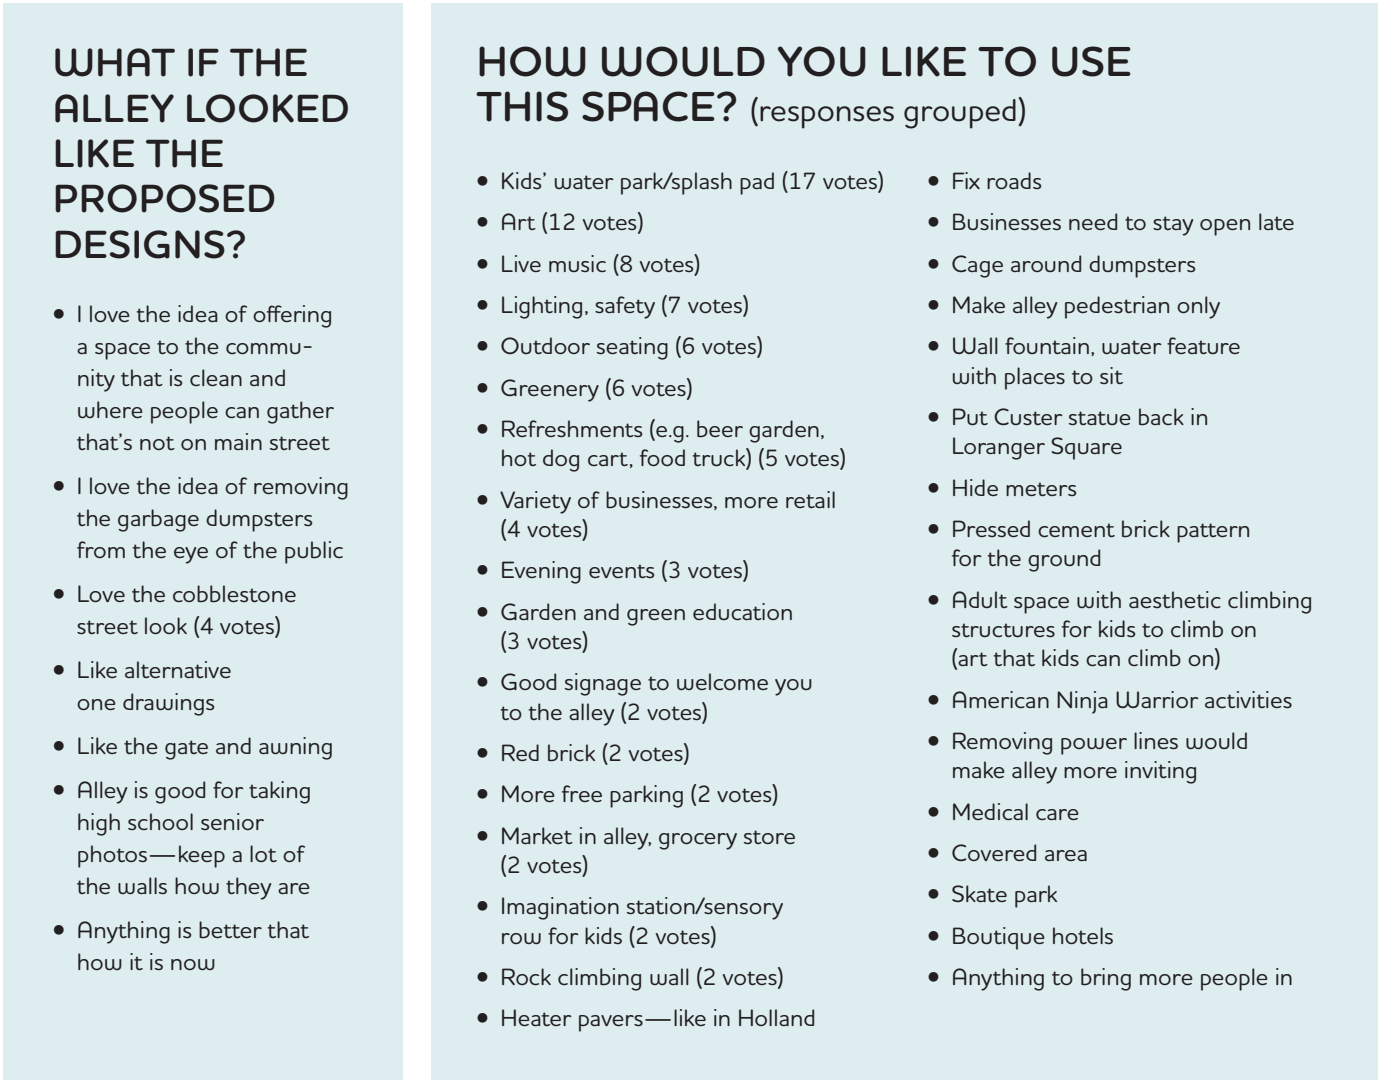 WHAT IF THE
ALLEY LOOKED
LIKE THE
PROPOSED
DESIGNS?
• I love the idea of offering
a space to the commu-
nity that is clean and
where people can gather
that’s not on main street
• I love the idea of removing
the garbage dumpsters
from the eye of the public
• Love the cobblestone
street look (4 votes)
• Like alternative
one drawings
• Like the gate and awning
• Alley is good for taking
high school senior
photos—keep a lot of
the walls how they are
• Anything is better that
how it is now
HOW WOULD YOU LIKE TO USE
THIS SPACE? (responses grouped)
• Kids’ water park/splash pad (17 votes)
• Art (12 votes)
• Live music (8 votes)
• Lighting, safety (7 votes)
• Outdoor seating (6 votes)
• Greenery (6 votes)
• Refreshments (e.g. beer garden,
hot dog cart, food truck) (5 votes)
• Variety of businesses, more retail
(4 votes)
• Evening events (3 votes)
• Garden and green education
(3 votes)
• Good signage to welcome you
to the alley (2 votes)
• Red brick (2 votes)
• More free parking (2 votes)
• Market in alley, grocery store
(2 votes)
• Imagination station/sensory
row for kids (2 votes)
• Rock climbing wall (2 votes)
• Heater pavers—like in Holland
• Fix roads
• Businesses need to stay open late
• Cage around dumpsters
• Make alley pedestrian only
• Wall fountain, water feature
with places to sit
• Put Custer statue back in
Loranger Square
• Hide meters
• Pressed cement brick pattern
for the ground
• Adult space with aesthetic climbing
structures for kids to climb on
(art that kids can climb on)
• American Ninja Warrior activities
• Removing power lines would
make alley more inviting
• Medical care
• Covered area
• Skate park
• Boutique hotels
• Anything to bring more people in